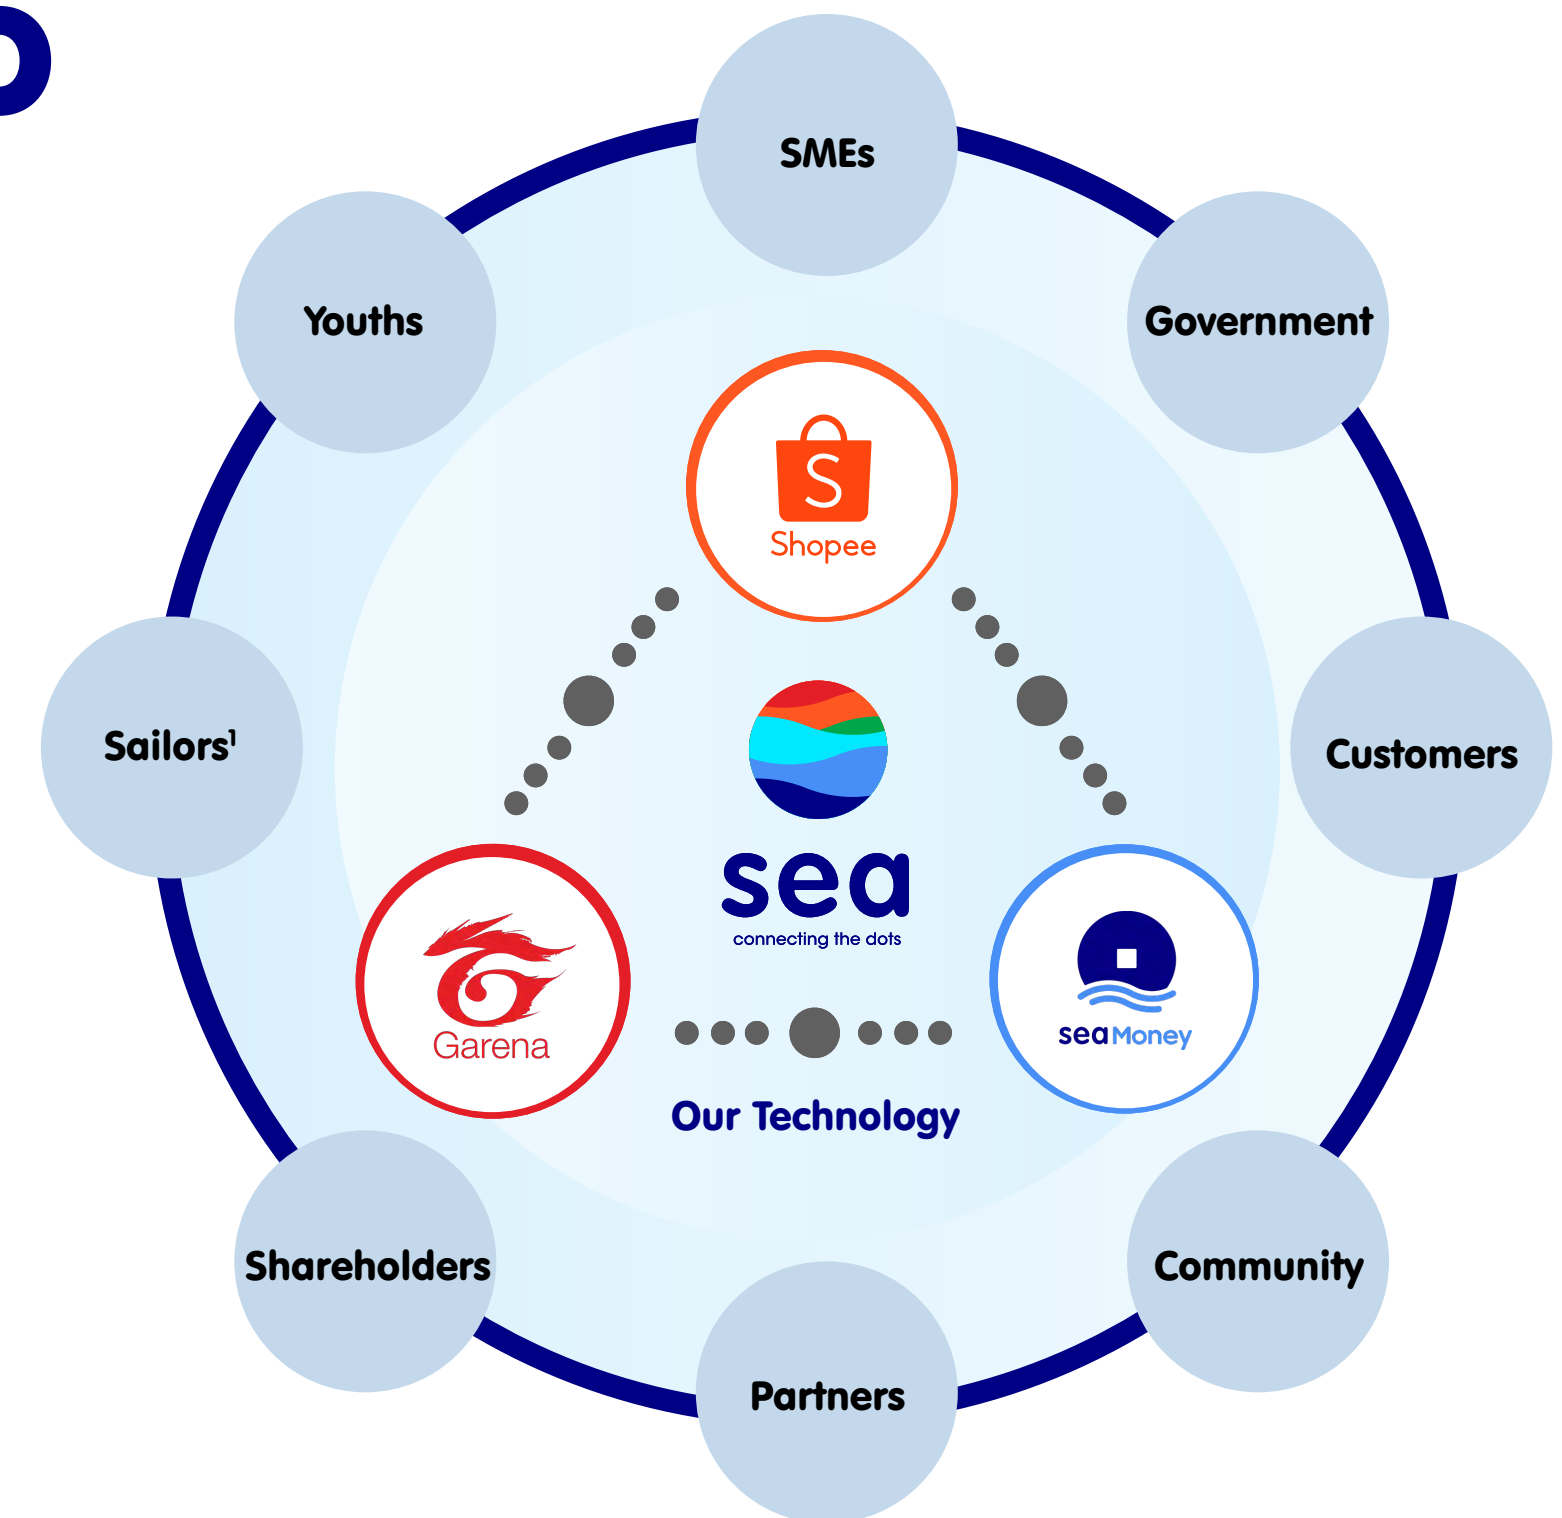 SMEs
Youths
Government
S
Shopee
Sailors¹
Customers
sea
connecting the dots
Garena
seaMoney
Our Technology
Shareholders
Community
Partners